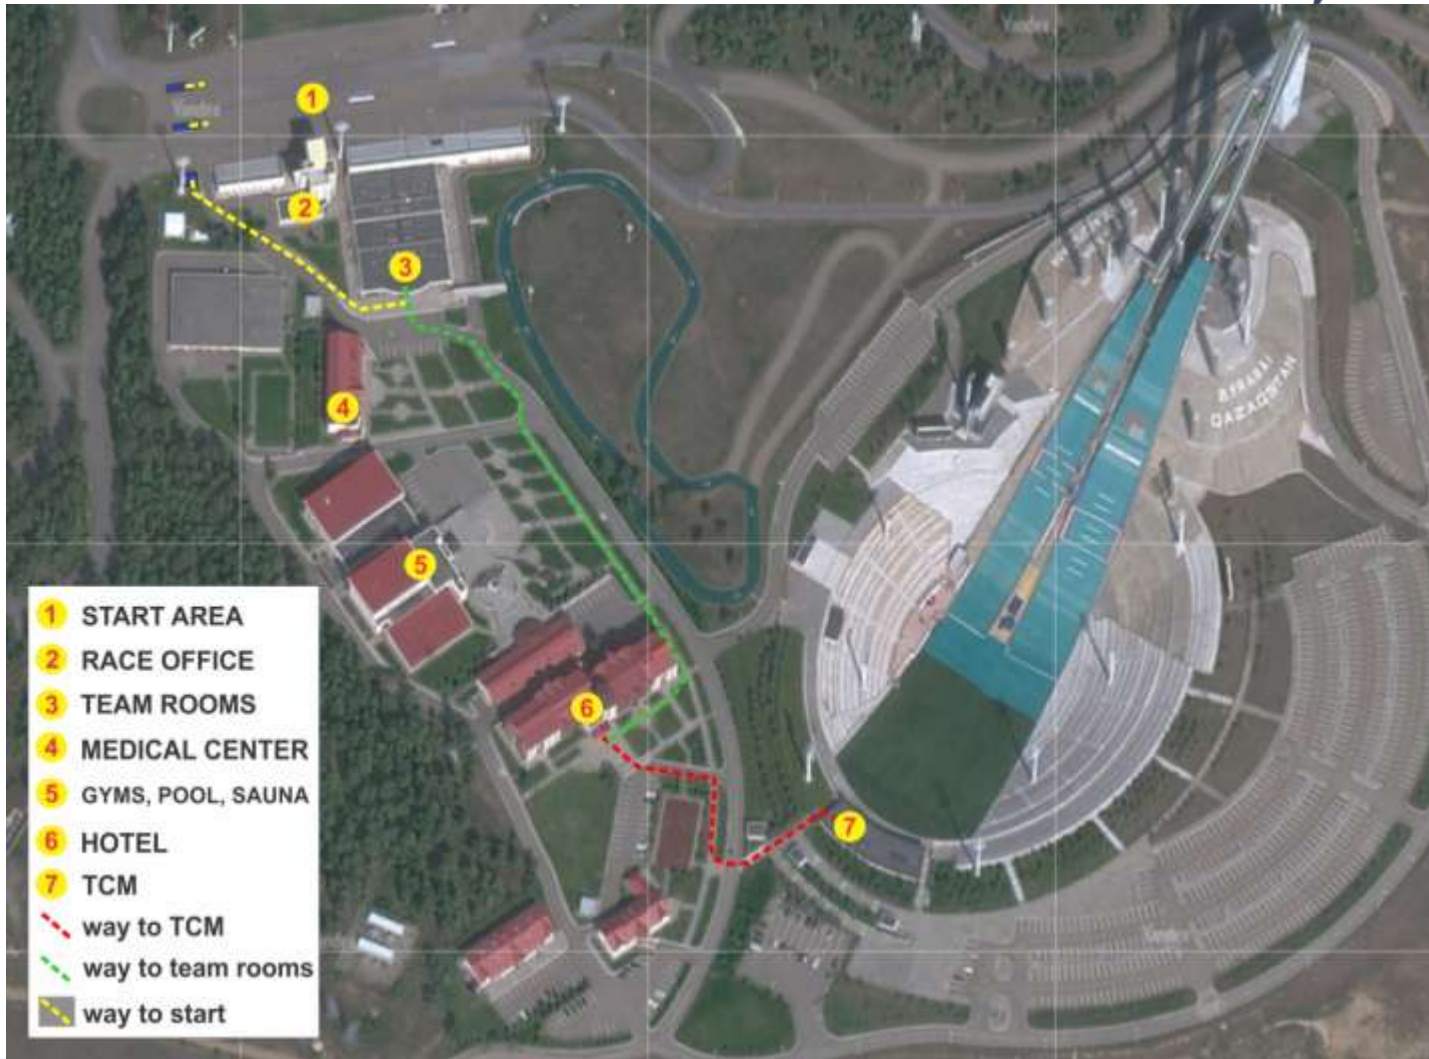 Yandex
1
2
3
4
5
6
7
QAZAQSTAN
1 START AREA
2 RACE OFFICE
3 TEAM ROOMS
4 MEDICAL CENTER
5 GYMS, POOL, SAUNA
6 HOTEL
7 TCM
way to TCM
way to team rooms
way to start